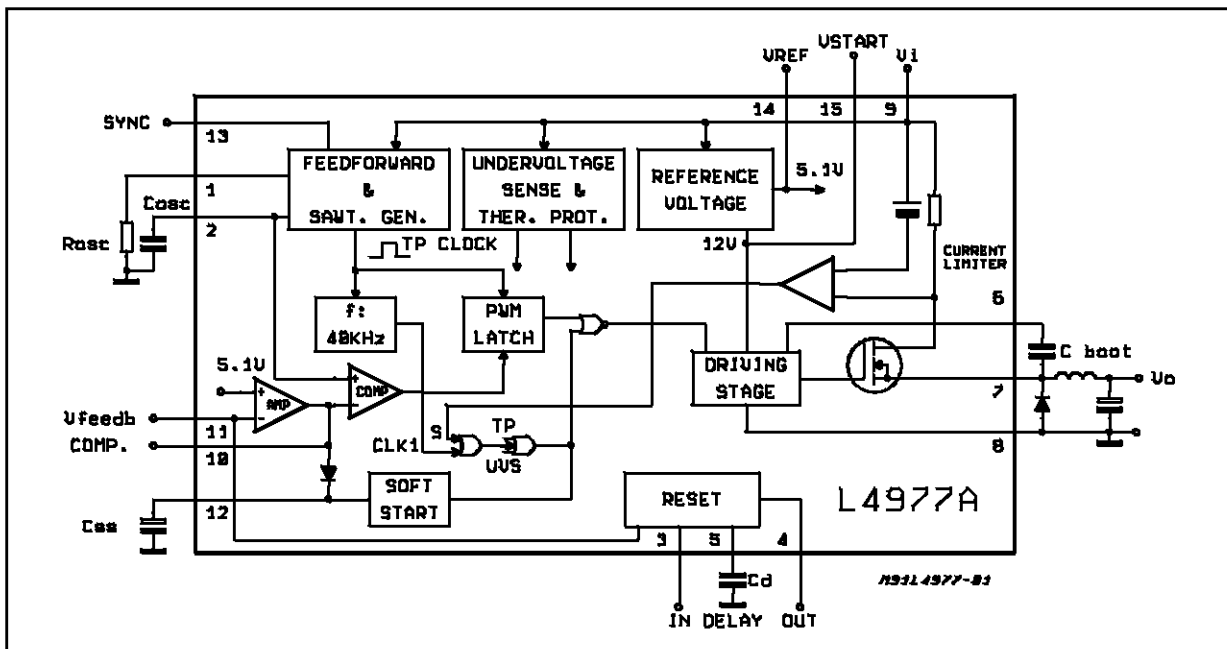 VREF
VSTART
Vi
SYNC
13
14
15
9
FEEDFORWARD
&
SAWT. GEN.
UNDERVOLTAGE
SENSE &
THER. PROT.
REFERENCE
VOLTAGE
5.1V
1
Cosc
2
Rosc
TP CLOCK
12V
CURRENT
LIMITER
6
f:
40KHz
PWM
LATCH
DRIVING
STAGE
C boot
5.1V
+
-
AMP
+
-
COMP
Vo
7
Vfeedb
11
COMP.
10
S
TP
CLK1
UVS
8
SOFT
START
RESET
L4977A
Css
12
3
5
4
Cd
M91L4977-01
IN DELAY OUT